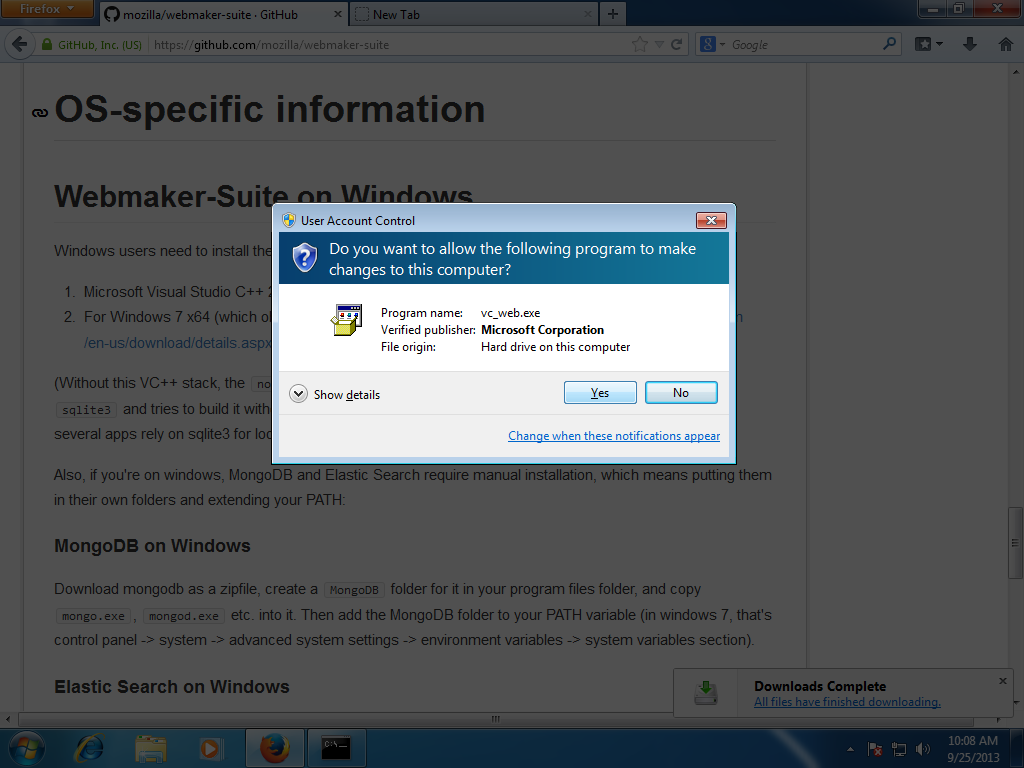 Firefox
mozilla/webmaker-suite · GitHub
New Tab
GitHub, Inc. (US)
https://github.com/mozilla/webmaker-suite
Google
OS-specific information
Webmaker-Suite on Windows
Windows users need to install the
1. Microsoft Visual Studio C++ 2
2. For Windows 7 x64 (which
/en-us/download/details.aspx
(Without this VC++ stack, the
sqlite3 and tries to build it
several apps rely on sqlite3 for
Also, if you're on windows, MongoDB and Elastic Search require manual installation, which means putting them
in their own folders and extending your PATH:
MongoDB on Windows
Download mongodb as a zipfile, create a MongoDB folder for it in your program files folder, and copy
mongo.exe, mongod.exe etc. into it. Then add the MongoDB folder to your PATH variable (in windows 7, that's
control panel -> system -> advanced system settings -> environment variables -> system variables section).
Elastic Search on Windows
User Account Control
Do you want to allow the following program to make
changes to this computer?
Program name: vc_web.exe
Verified publisher: Microsoft Corporation
File origin: Hard drive on this computer
Show details
Yes
No
Change when these notifications appear
Downloads Complete
All files have finished downloading.
C:\
10:08 AM
9/25/2013